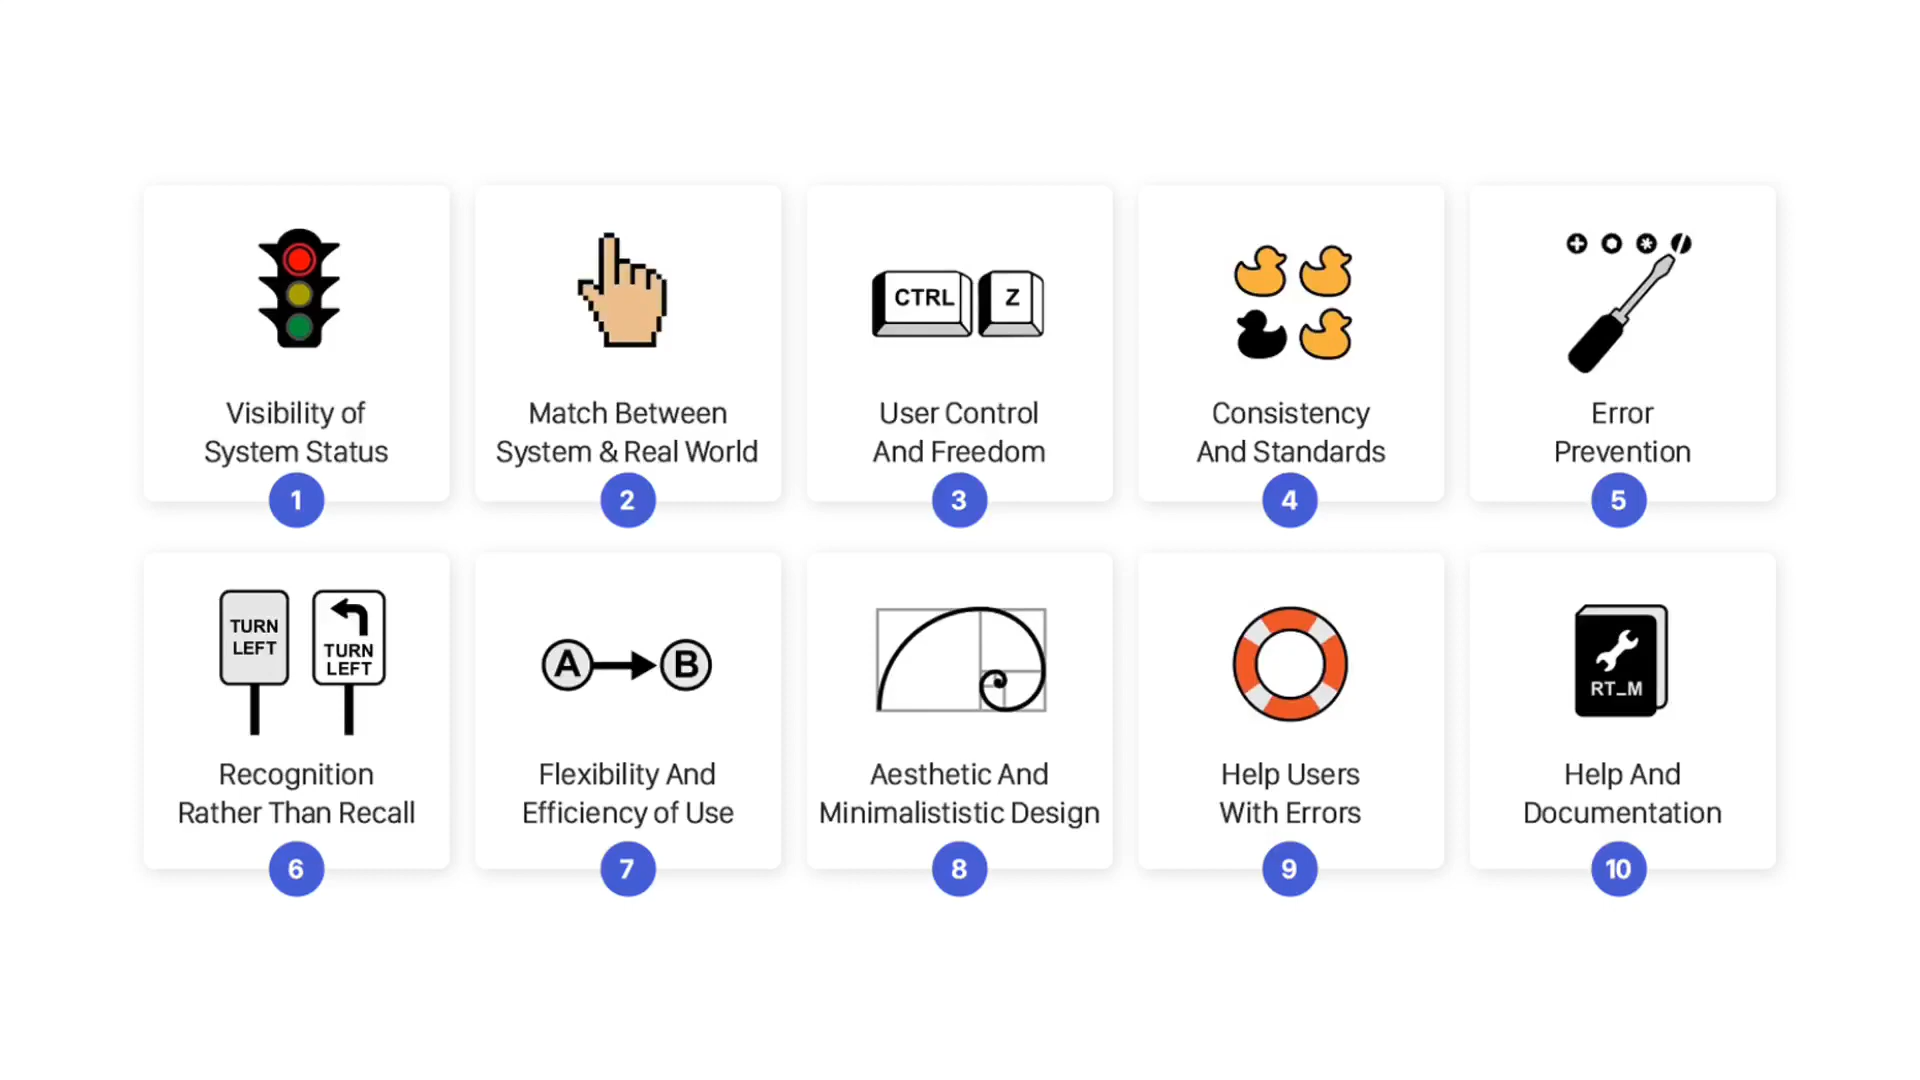 CTRL
Z
Visibility of
System Status
1
Match Between
System & Real World
2
User Control
And Freedom
3
Consistency
And Standards
4
Error
Prevention
5
TURN
LEFT
TURN
LEFT
Recognition
Rather Than Recall
6
A
B
Flexibility And
Efficiency of Use
7
Aesthetic And
Minimalististic Design
8
Help Users
With Errors
9
RT_M
Help And
Documentation
10